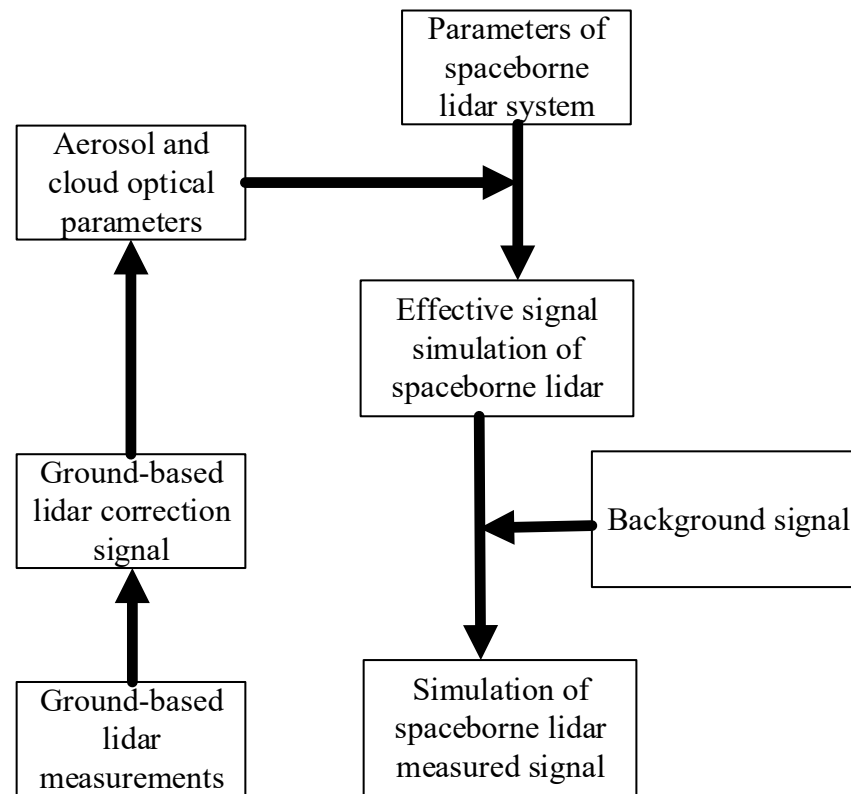 Parameters of
spaceborne
lidar system
Aerosol and
cloud optical
parameters
Effective signal
simulation of
spaceborne lidar
Ground-based
lidar correction
signal
Background signal
Ground-based
lidar
measurements
Simulation of
spaceborne lidar
measured signal